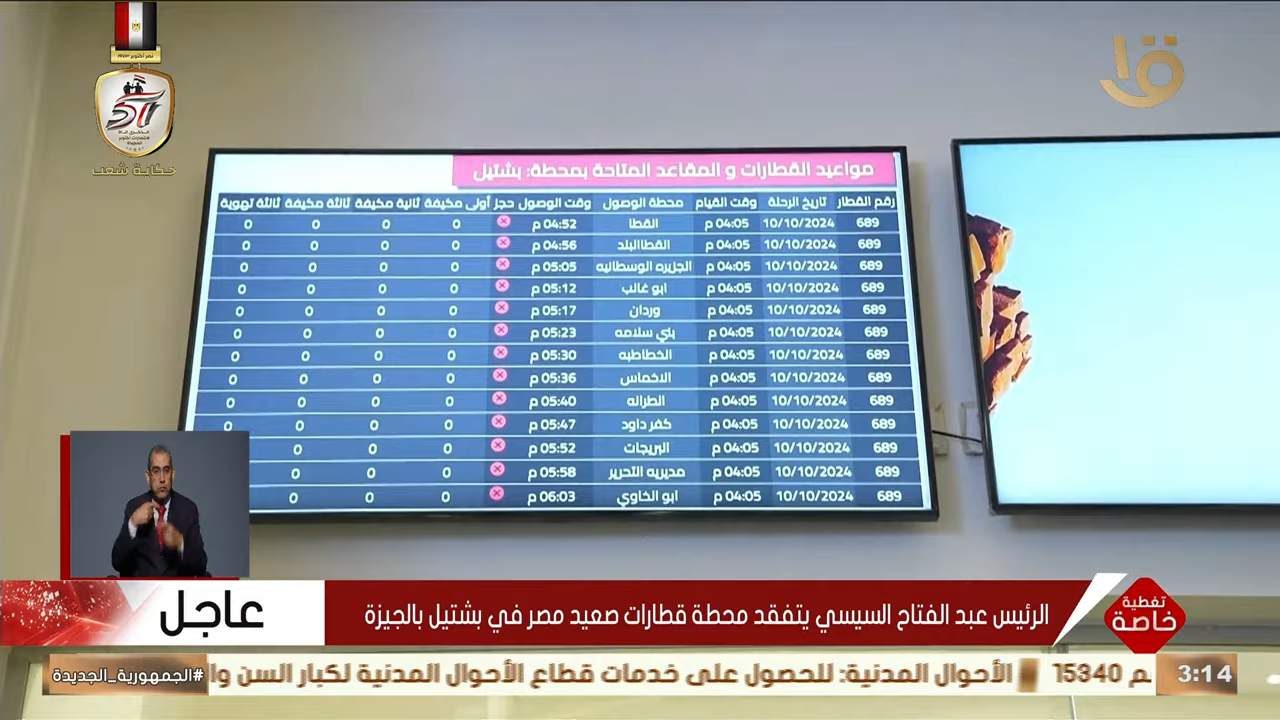 نصر أكتوبر ١٩٧٣
51
الذكرى الـ 51
لانتصارات أكتوبر
المجيدة
حكاية شعب
مواعيد القطارات و المقاعد المتاحة بمحطة: بشتيل
رقم القطار تاريخ الرحلة وقت القيام محطة الوصول وقت الوصول حجز أولى مكيفة ثانية مكيفة ثالثة مكيفة ثالثة تهوية
689 10/10/2024 04:05 م القطا 04:52 م 0 0 0 0
689 10/10/2024 04:05 م القطاالبلد 04:56 م 0 0 0 0
689 10/10/2024 04:05 م الجزيره الوسطانيه 05:05 م 0 0 0 0
689 10/10/2024 04:05 م ابو غالب 05:12 م 0 0 0 0
689 10/10/2024 04:05 م وردان 05:17 م 0 0 0 0
689 10/10/2024 04:05 م بني سلامه 05:23 م 0 0 0 0
689 10/10/2024 04:05 م الخطاطبه 05:30 م 0 0 0 0
689 10/10/2024 04:05 م الاخماس 05:36 م 0 0 0 0
689 10/10/2024 04:05 م الطرانه 05:40 م 0 0 0 0
689 10/10/2024 04:05 م كفر داود 05:47 م 0 0 0 0
689 10/10/2024 04:05 م البريجات 05:52 م 0 0 0
689 10/10/2024 04:05 م مديريه التحرير 05:58 م 0 0 0
689 10/10/2024 04:05 م ابو الخاوي 06:03 م 0 0 0
تغطية
خاصة
الرئيس عبد الفتاح السيسي يتفقد محطة قطارات صعيد مصر في بشتيل بالجيزة
عاجل
3:14
م 15340 الأحوال المدنية: للحصول على خدمات قطاع الأحوال المدنية لكبار السن وا
#الجمهورية_الجديدة